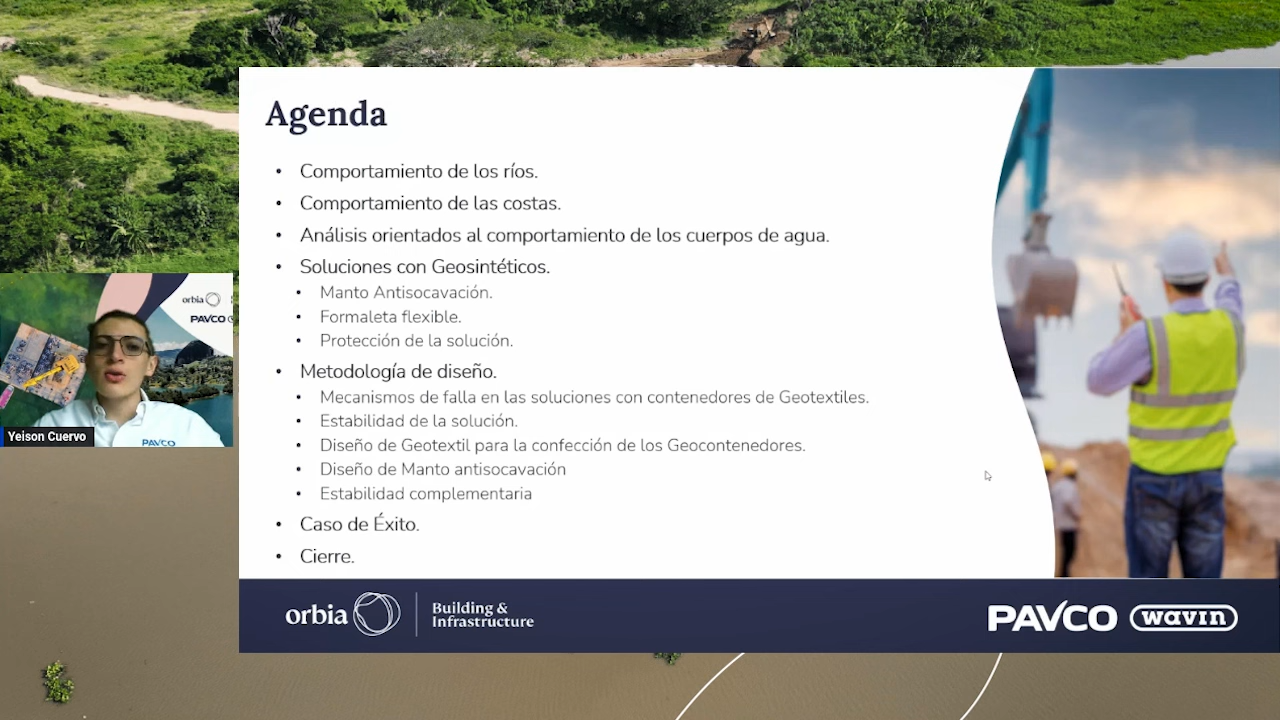 Agenda
• Comportamiento de los ríos.
• Comportamiento de las costas.
• Análisis orientados al comportamiento de los cuerpos de agua.
• Soluciones con Geosintéticos.
• Manto Antisocavación.
• Formaleta flexible.
• Protección de la solución.
• Metodología de diseño.
• Mecanismos de falla en las soluciones con contenedores de Geotextiles.
• Estabilidad de la solución.
• Diseño de Geotextil para la confección de los Geocontenedores.
• Diseño de Manto antisocavación
• Estabilidad complementaria
• Caso de Éxito.
• Cierre.
orbia
Building &
Infrastructure
PAVCO wavin
orbia
PAVCO
PAVCO
Yeison Cuervo